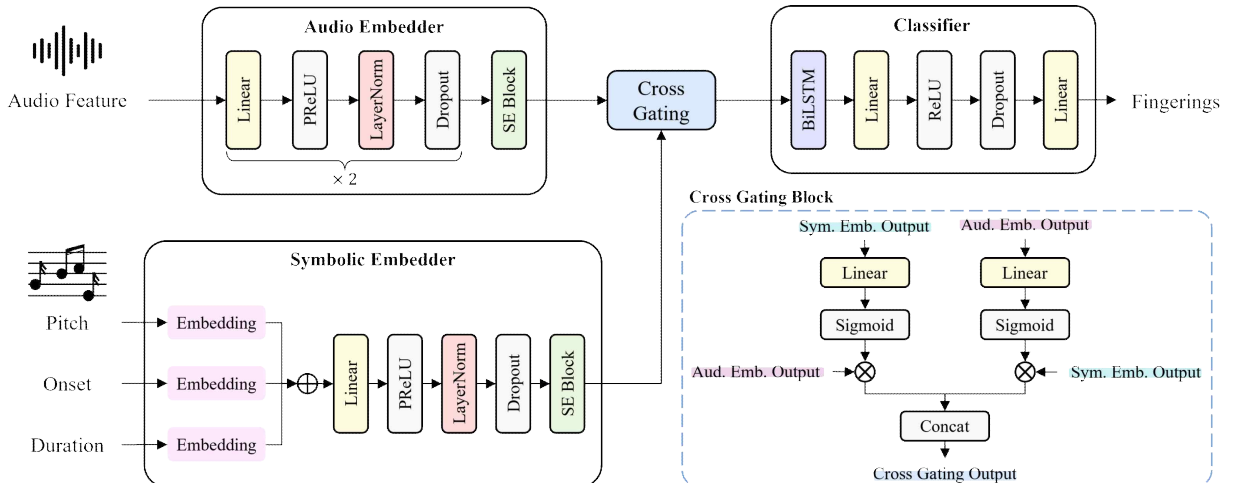 Audio Embedder
Audio Feature
Linear
PReLU
LayerNorm
Dropout
SE Block
× 2
Cross
Gating
Classifier
BiLSTM
Linear
ReLU
Dropout
Linear
Fingerings
Symbolic Embedder
Pitch
Onset
Duration
Embedding
Embedding
Embedding
Linear
PReLU
LayerNorm
Dropout
SE Block
Cross Gating Block
Sym. Emb. Output
Aud. Emb. Output
Linear
Linear
Sigmoid
Sigmoid
Aud. Emb. Output
Sym. Emb. Output
Concat
Cross Gating Output